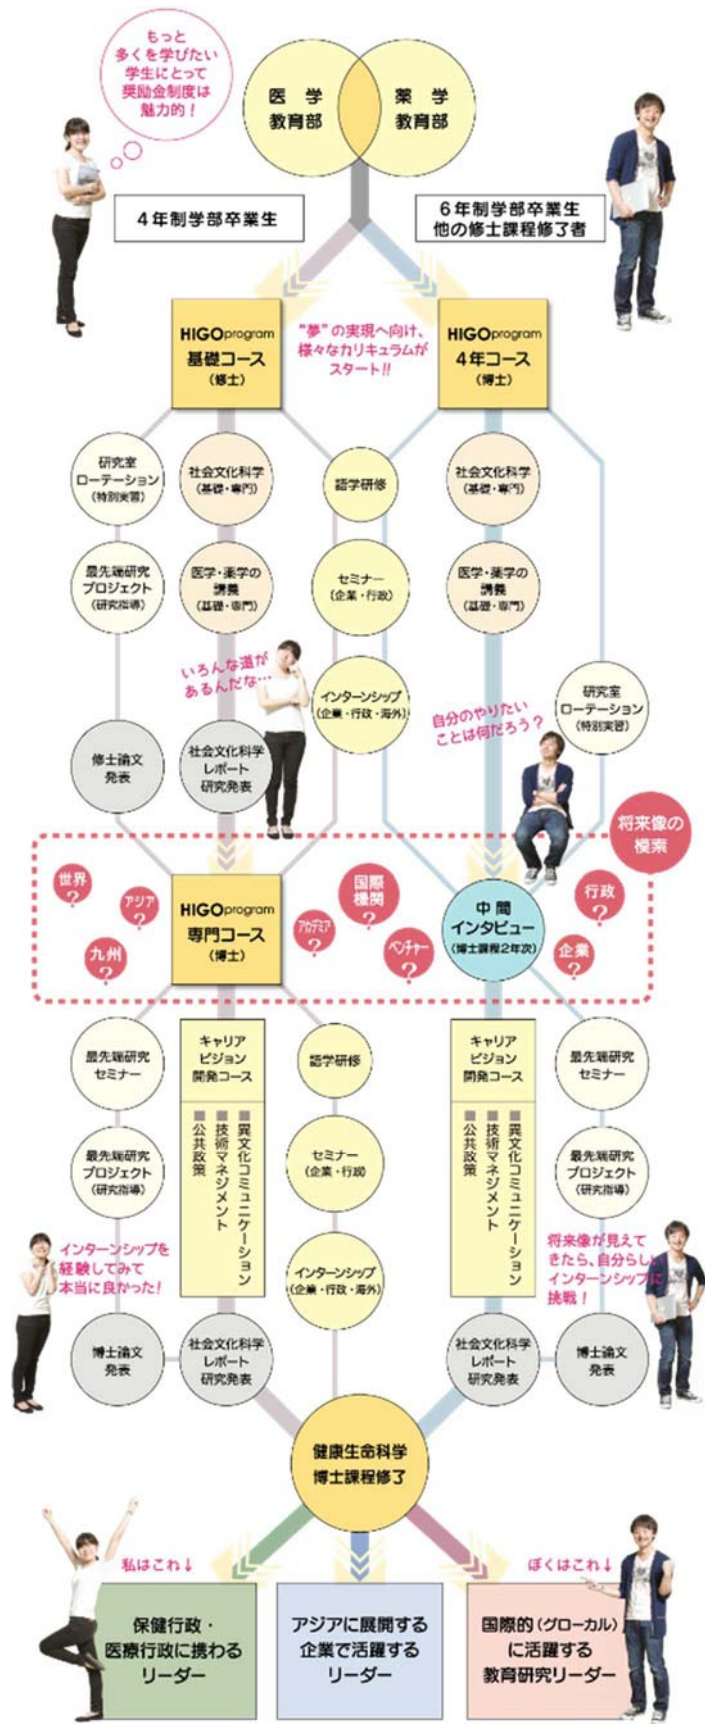 もっと
多くを学びたい
学生にとって
奨励金制度は
魅力的！
医　学
教育部
薬　学
教育部
4年制学部卒業生
6年制学部卒業生
他の修士課程修了者
HIGOprogram
基礎コース
（修士）
"夢"の実現へ向け、
様々なカリキュラムが
スタート!!
HIGOprogram
4年コース
（博士）
研究室
ローテーション
（特別実習）
社会文化科学
（基礎・専門）
語学研修
社会文化科学
（基礎・専門）
最先端研究
プロジェクト
（研究指導）
医学・薬学の
講義
（基礎・専門）
セミナー
（企業・行政）
医学・薬学の
講義
（基礎・専門）
いろんな道が
あるんだな…
インターンシップ
（企業・行政・海外）
自分のやりたい
ことは何だろう？
研究室
ローテーション
（特別実習）
修士論文
発表
社会文化科学
レポート
研究発表
将来像の
模索
世界
?
アジア
?
九州
?
HIGOprogram
専門コース
（博士）
アカデミア
?
国際
機関
?
ベンチャー
?
中間
インタビュー
（博士課程2年次）
行政
?
企業
?
最先端研究
セミナー
キャリア
ビジョン
開発コース
語学研修
キャリア
ビジョン
開発コース
最先端研究
セミナー
■異文化コミュニケーション
■技術マネジメント
■公共政策
■異文化コミュニケーション
■技術マネジメント
■公共政策
最先端研究
プロジェクト
（研究指導）
セミナー
（企業・行政）
最先端研究
プロジェクト
（研究指導）
インターンシップを
経験してみて
本当に良かった！
インターンシップ
（企業・行政・海外）
将来像が見えて
きたら、自分らしい
インターンシップに
挑戦！
博士論文
発表
社会文化科学
レポート
研究発表
社会文化科学
レポート
研究発表
博士論文
発表
健康生命科学
博士課程修了
私はこれ↓
ぼくはこれ↓
保健行政・
医療行政に携わる
リーダー
アジアに展開する
企業で活躍する
リーダー
国際的（グローカル）
に活躍する
教育研究リーダー